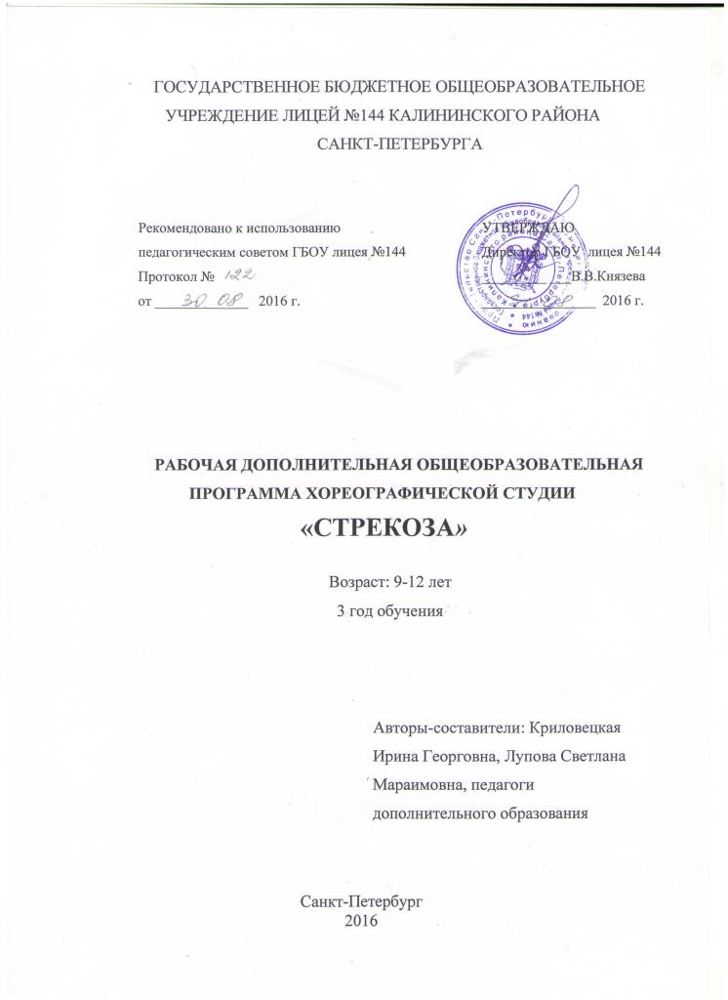 ГОСУДАРСТВЕННОЕ БЮДЖЕТНОЕ ОБЩЕОБРАЗОВАТЕЛЬНОЕ
УЧРЕЖДЕНИЕ ЛИЦЕЙ №144 КАЛИНИНСКОГО РАЙОНА
САНКТ-ПЕТЕРБУРГА
Рекомендовано к использованию
педагогическим советом ГБОУ лицея №144
Протокол № 122
от 30 08 2016 г.
УТВЕРЖДАЮ
Директор ГБОУ лицея №144
В.В.Князева
2016 г.
РАБОЧАЯ ДОПОЛНИТЕЛЬНАЯ ОБЩЕОБРАЗОВАТЕЛЬНАЯ
ПРОГРАММА ХОРЕОГРАФИЧЕСКОЙ СТУДИИ
«СТРЕКОЗА»
Возраст: 9-12 лет
3 год обучения
Авторы-составители: Криловецкая
Ирина Георговна, Лупова Светлана
Мараимовна, педагоги
дополнительного образования
Санкт-Петербург
2016